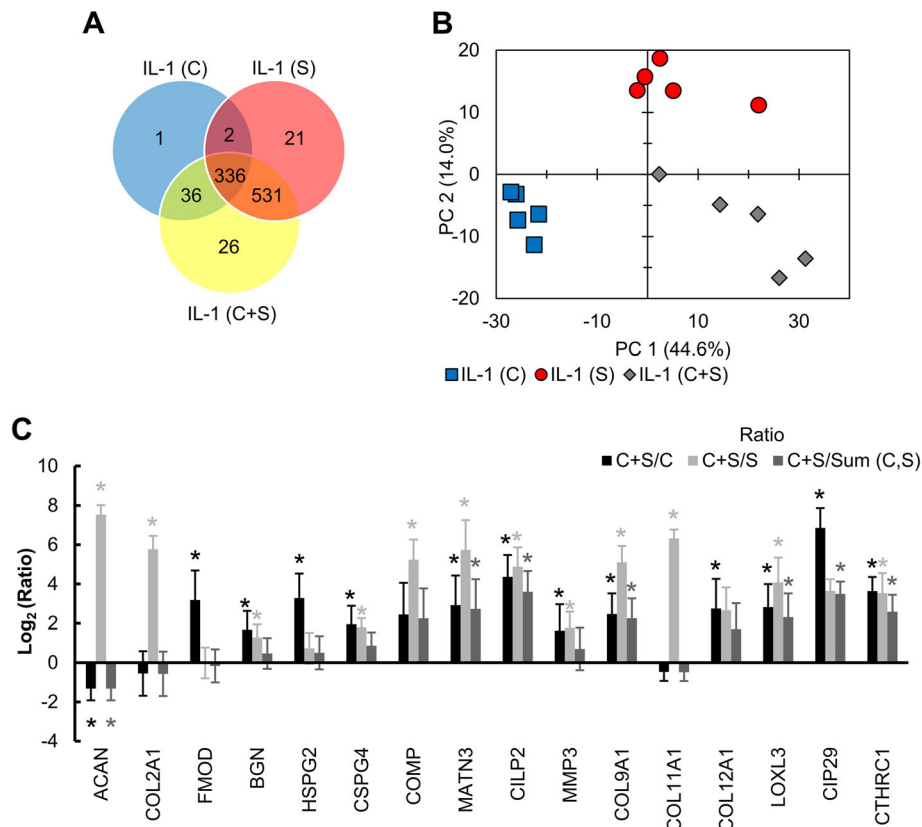 A
IL-1 (C)
IL-1 (S)
1
2
21
336
36
531
26
IL-1 (C+S)
B
20
10
0
-10
-20
PC 2 (14.0%)
-30
-10
10
30
PC 1 (44.6%)
IL-1 (C)
IL-1 (S)
IL-1 (C+S)
C
Ratio
C+S/C
C+S/S
C+S/Sum (C,S)
10
8
6
4
2
0
-2
-4
Log2 (Ratio)
* * * * * * * * * * * * * * * * * * * * * * * * * * * *
* *
ACAN
COL2A1
FMOD
BGN
HSPG2
CSPG4
COMP
MATN3
CILP2
MMP3
COL9A1
COL11A1
COL12A1
LOXL3
CIP29
CTHRC1